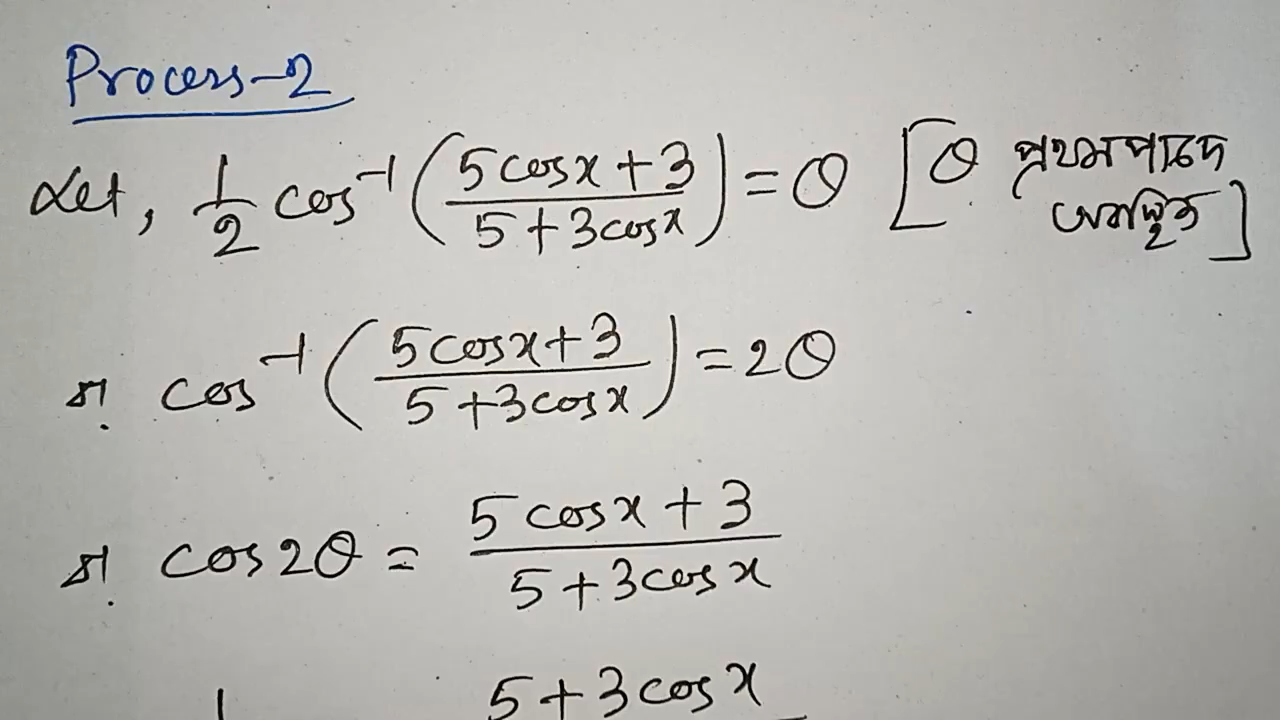 Process-2
Let, 1/2 cos⁻¹ ( (5cosx + 3) / (5 + 3cosx) ) = θ [θ প্রথমপাদে অবস্থিত]
বা, cos⁻¹ ( (5cosx + 3) / (5 + 3cosx) ) = 2θ
বা, cos2θ = (5cosx + 3) / (5 + 3cosx)
5 + 3cosx